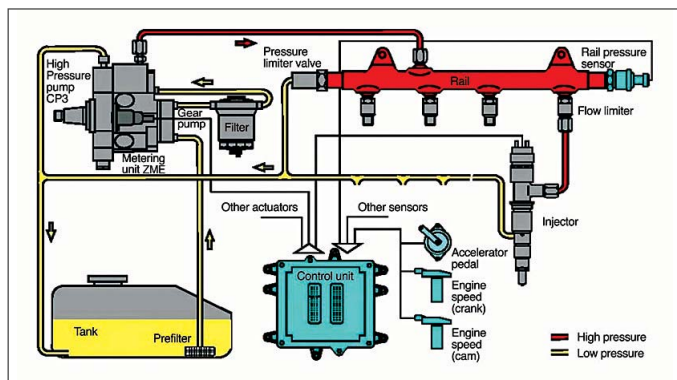 High
Pressure
pump
CP3
Gear
pump
Metering
unit ZME
Filter
Pressure
limiter valve
Rail
Rail pressure
sensor
Flow limiter
Injector
Other actuators
Other sensors
Control unit
Accelerator
pedal
Engine
speed
(crank)
Engine
speed
(cam)
Tank
Prefilter
High pressure
Low pressure